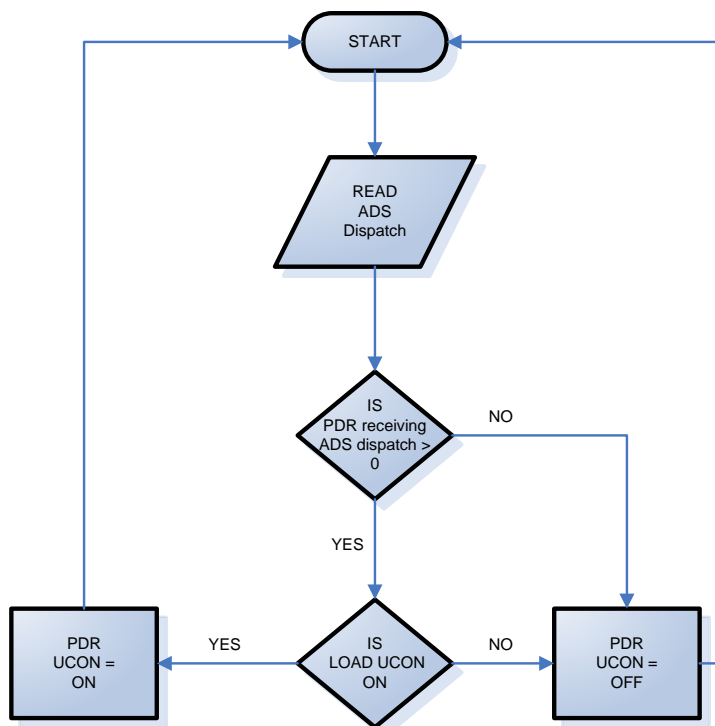 START
READ
ADS
Dispatch
IS
PDR receiving
ADS dispatch >
0
NO
YES
PDR
UCON =
ON
YES
IS
LOAD UCON
ON
NO
PDR
UCON =
OFF